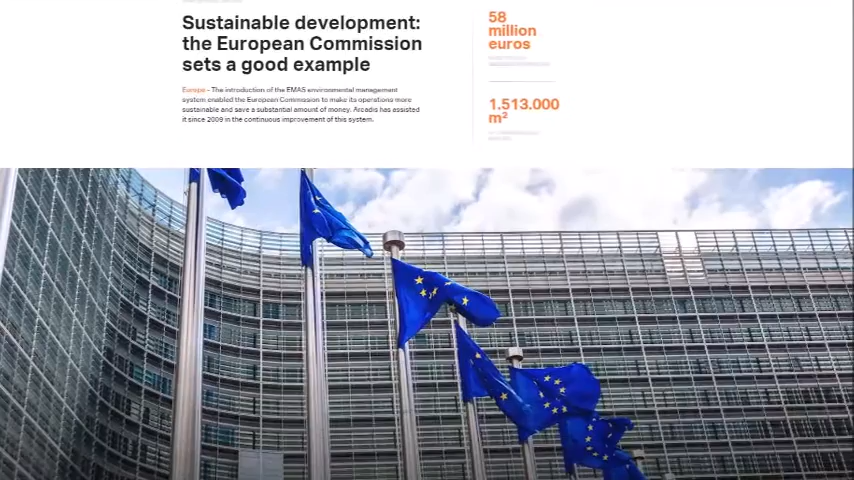 Sustainable development:
the European Commission
sets a good example
Europe - The introduction of the EMAS environmental management
system enabled the European Commission to make its operations more
sustainable and save a substantial amount of money. Arcadis has assisted
it since 2009 in the continuous improvement of this system.
58
million
euros
1.513.000
m²